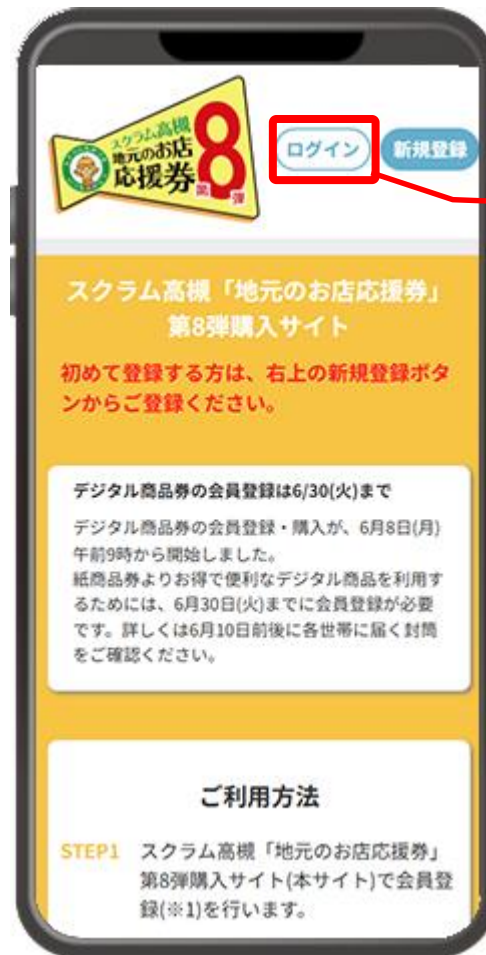 スクラム高槻
地元のお店
応援券
第8弾
ログイン
新規登録
スクラム高槻「地元のお店応援券」
第8弾購入サイト
初めて登録する方は、右上の新規登録ボタ
ンからご登録ください。
デジタル商品券の会員登録は6/30(火)まで
デジタル商品券の会員登録・購入が、6月8日(月)
午前9時から開始しました。
紙商品券よりお得で便利なデジタル商品を利用す
るためには、6月30日(火)までに会員登録が必要
です。詳しくは6月10日前後に各世帯に届く封筒
をご確認ください。
ご利用方法
STEP1 スクラム高槻「地元のお店応援券」
第8弾購入サイト(本サイト)で会員登
録(※1)を行います。